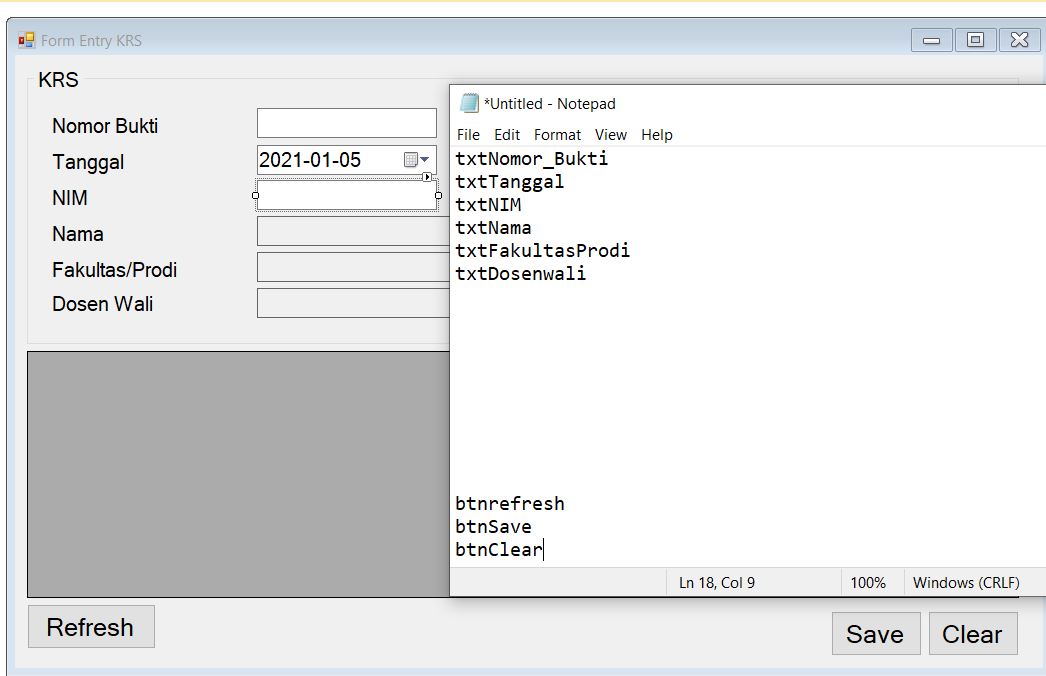 Form Entry KRS
KRS
Nomor Bukti
Tanggal
2021-01-05
NIM
Nama
Fakultas/Prodi
Dosen Wali
*Untitled - Notepad
File Edit Format View Help
txtNomor_Bukti
txtTanggal
txtNIM
txtNama
txtFakultasProdi
txtDosenwali
btnrefresh
btnSave
btnClear
Ln 18, Col 9 100% Windows (CRLF)
Refresh
Save
Clear